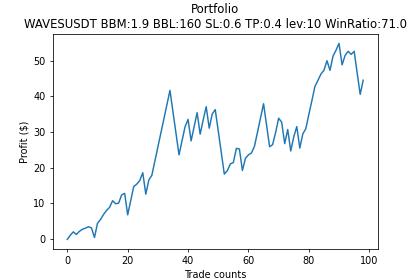 Portfolio
WAVESUSDT BBM:1.9 BBL:160 SL:0.6 TP:0.4 lev:10 WinRatio:71.0
50
40
30
20
10
0
Profit ($)
0 20 40 60 80 100
Trade counts